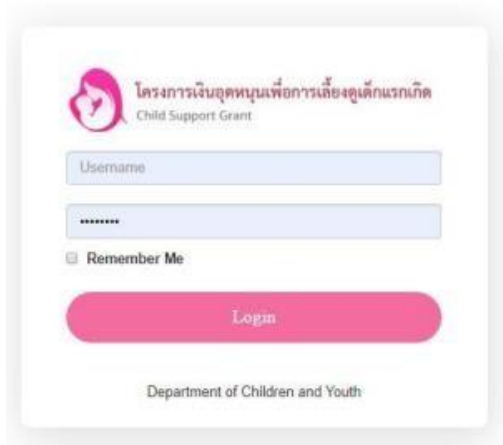 โครงการเงินอุดหนุนเพื่อการเลี้ยงดูเด็กแรกเกิด
Child Support Grant
Username
••••••••
Remember Me
Login
Department of Children and Youth